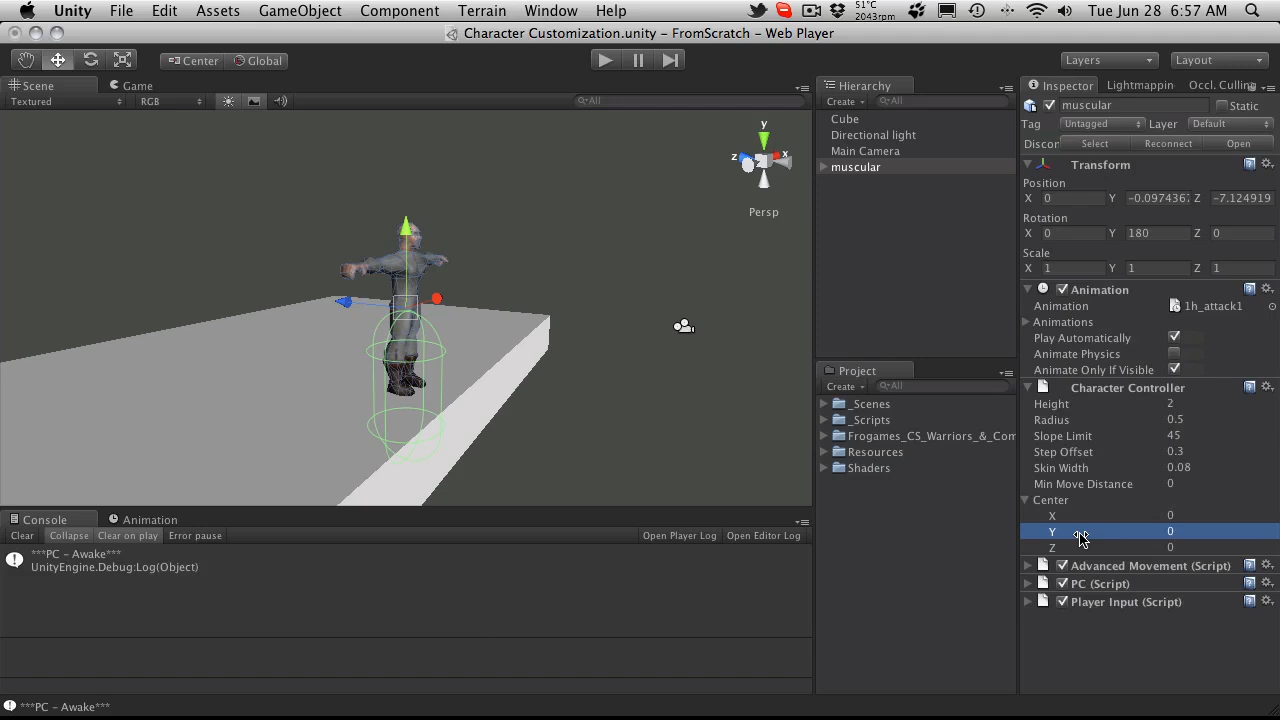 Unity File Edit Assets GameObject Component Terrain Window Help 51°C 2043rpm Tue Jun 28 6:57 AM
Character Customization.unity – FromScratch – Web Player
Center Global Layers Layout
Scene Game
Textured RGB All
y
z x
Persp
Hierarchy
Create All
Cube
Directional light
Main Camera
muscular
Project
Create All
_Scenes
_Scripts
Frogames_CS_Warriors_&_Com
Resources
Shaders
Console Animation
Clear Collapse Clear on play Error pause Open Player Log Open Editor Log
***PC – Awake***
UnityEngine.Debug:Log(Object)
***PC – Awake***
Inspector Lightmappin Occl. Cullin
muscular Static
Tag Untagged Layer Default
Discon Select Reconnect Open
Transform
Position
X 0 Y -0.0974367 Z -7.124919
Rotation
X 0 Y 180 Z 0
Scale
X 1 Y 1 Z 1
Animation
Animation 1h_attack1
Animations
Play Automatically
Animate Physics
Animate Only If Visible
Character Controller
Height 2
Radius 0.5
Slope Limit 45
Step Offset 0.3
Skin Width 0.08
Min Move Distance 0
Center
X 0
Y 0
Z 0
Advanced Movement (Script)
PC (Script)
Player Input (Script)